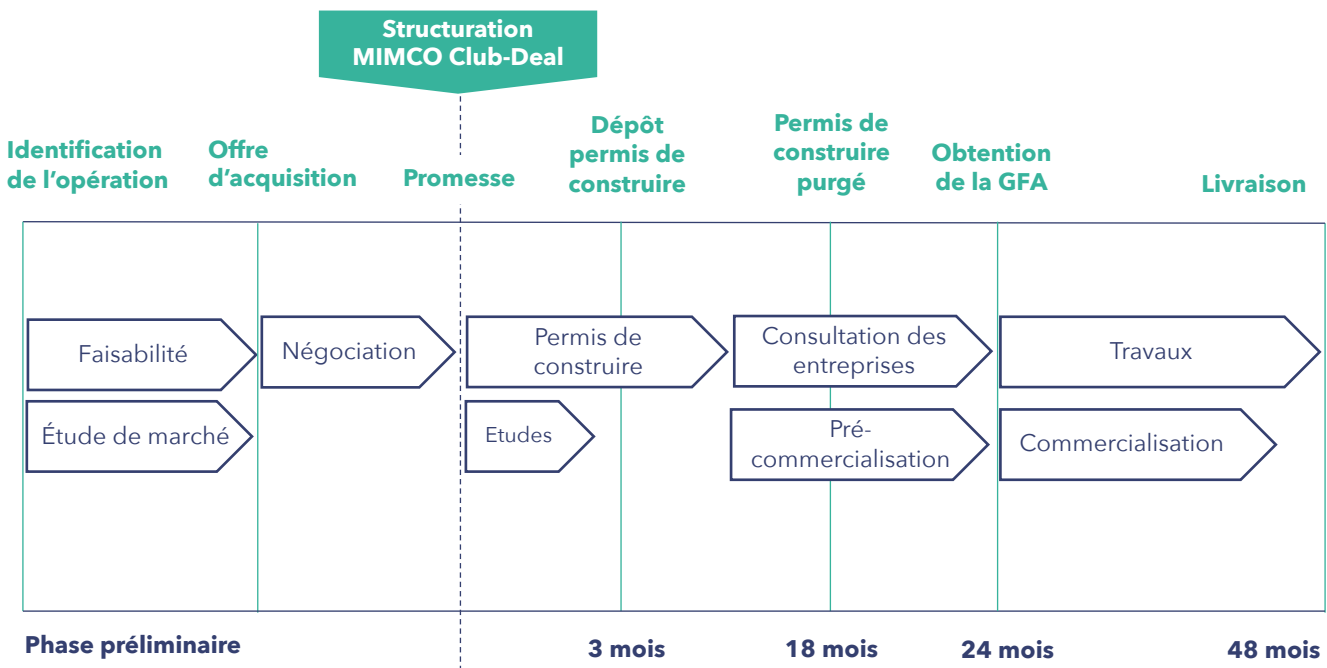 Structuration
MIMCO Club-Deal
Identification
de l'opération
Offre
d'acquisition
Promesse
Dépôt
permis de
construire
Permis de
construire
purgé
Obtention
de la GFA
Livraison
Faisabilité
Négociation
Permis de
construire
Consultation des
entreprises
Travaux
Étude de marché
Etudes
Pré-
commercialisation
Commercialisation
Phase préliminaire
3 mois
18 mois
24 mois
48 mois